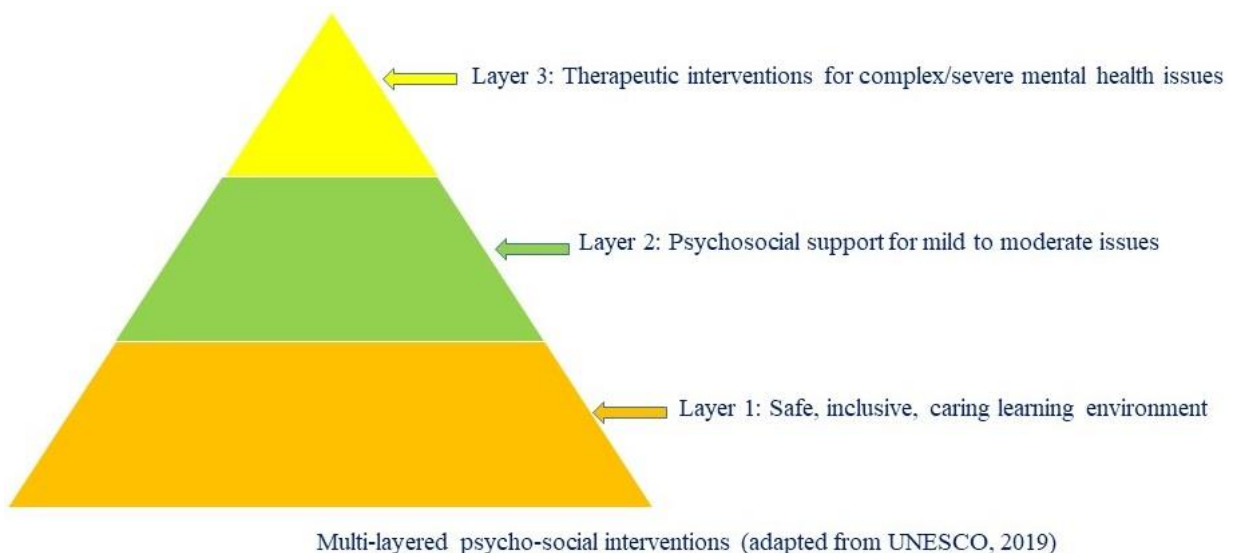 Layer 3: Therapeutic interventions for complex/severe mental health issues
Layer 2: Psychosocial support for mild to moderate issues
Layer 1: Safe, inclusive, caring learning environment
Multi-layered psycho-social interventions (adapted from UNESCO, 2019)